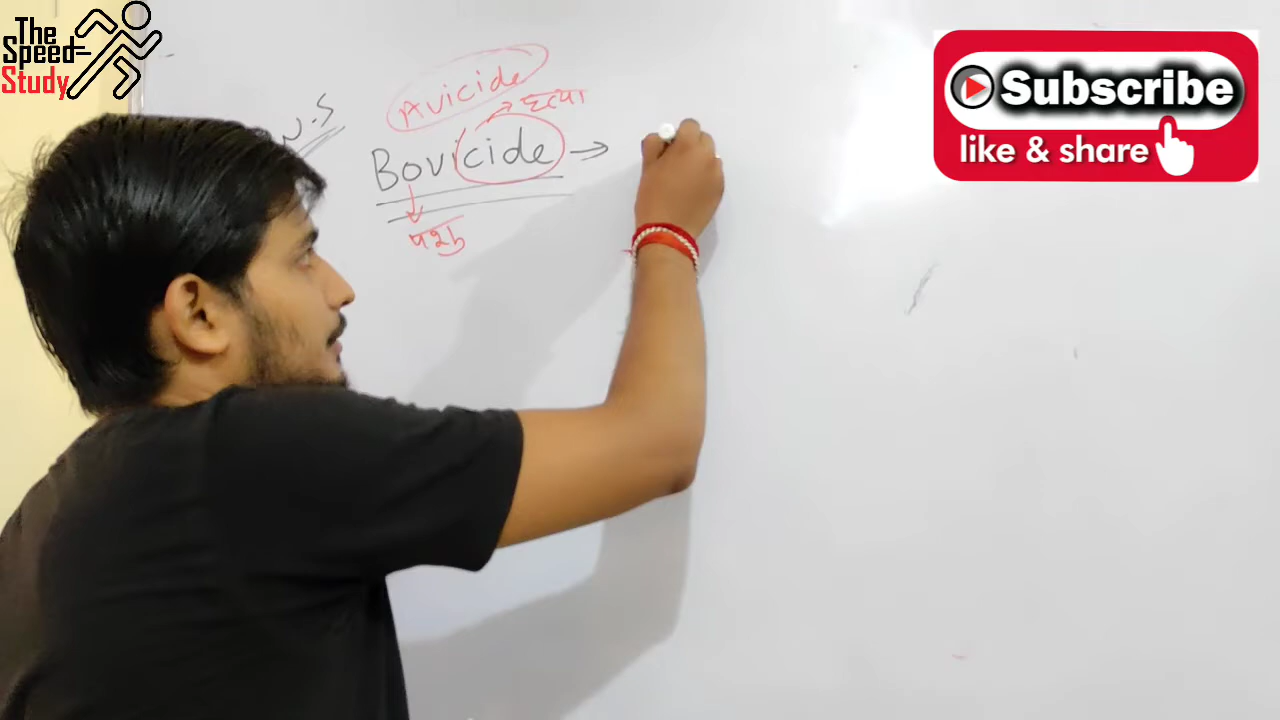 The
Speed
Study
Subscribe
like & share
Avicide
हत्या
Bovicide →
पशु